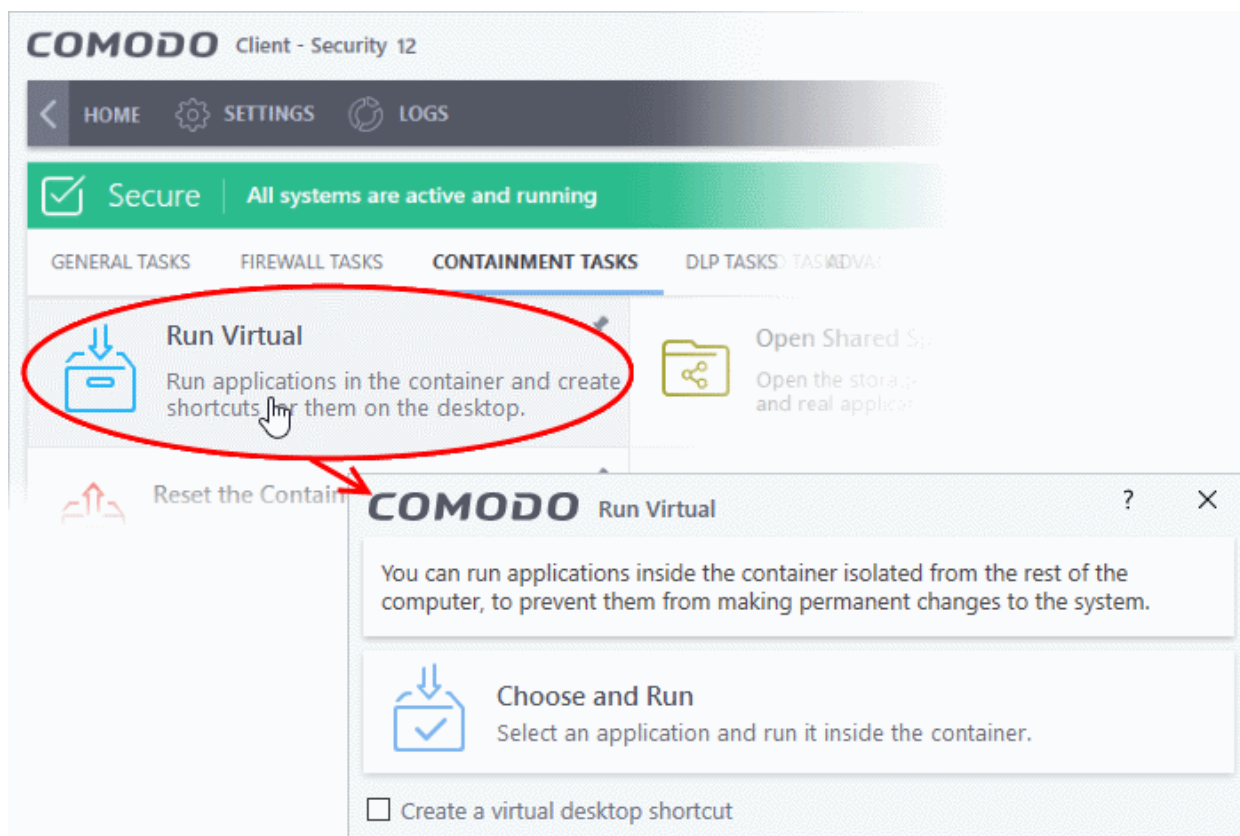 COMODO Client - Security 12
HOME SETTINGS LOGS
Secure All systems are active and running
GENERAL TASKS FIREWALL TASKS CONTAINMENT TASKS DLP TASKS
Run Virtual
Run applications in the container and create
shortcuts for them on the desktop.
Open Shared
Open the
and real
Reset the
COMODO Run Virtual ?
You can run applications inside the container isolated from the rest of the
computer, to prevent them from making permanent changes to the system.
Choose and Run
Select an application and run it inside the container.
Create a virtual desktop shortcut